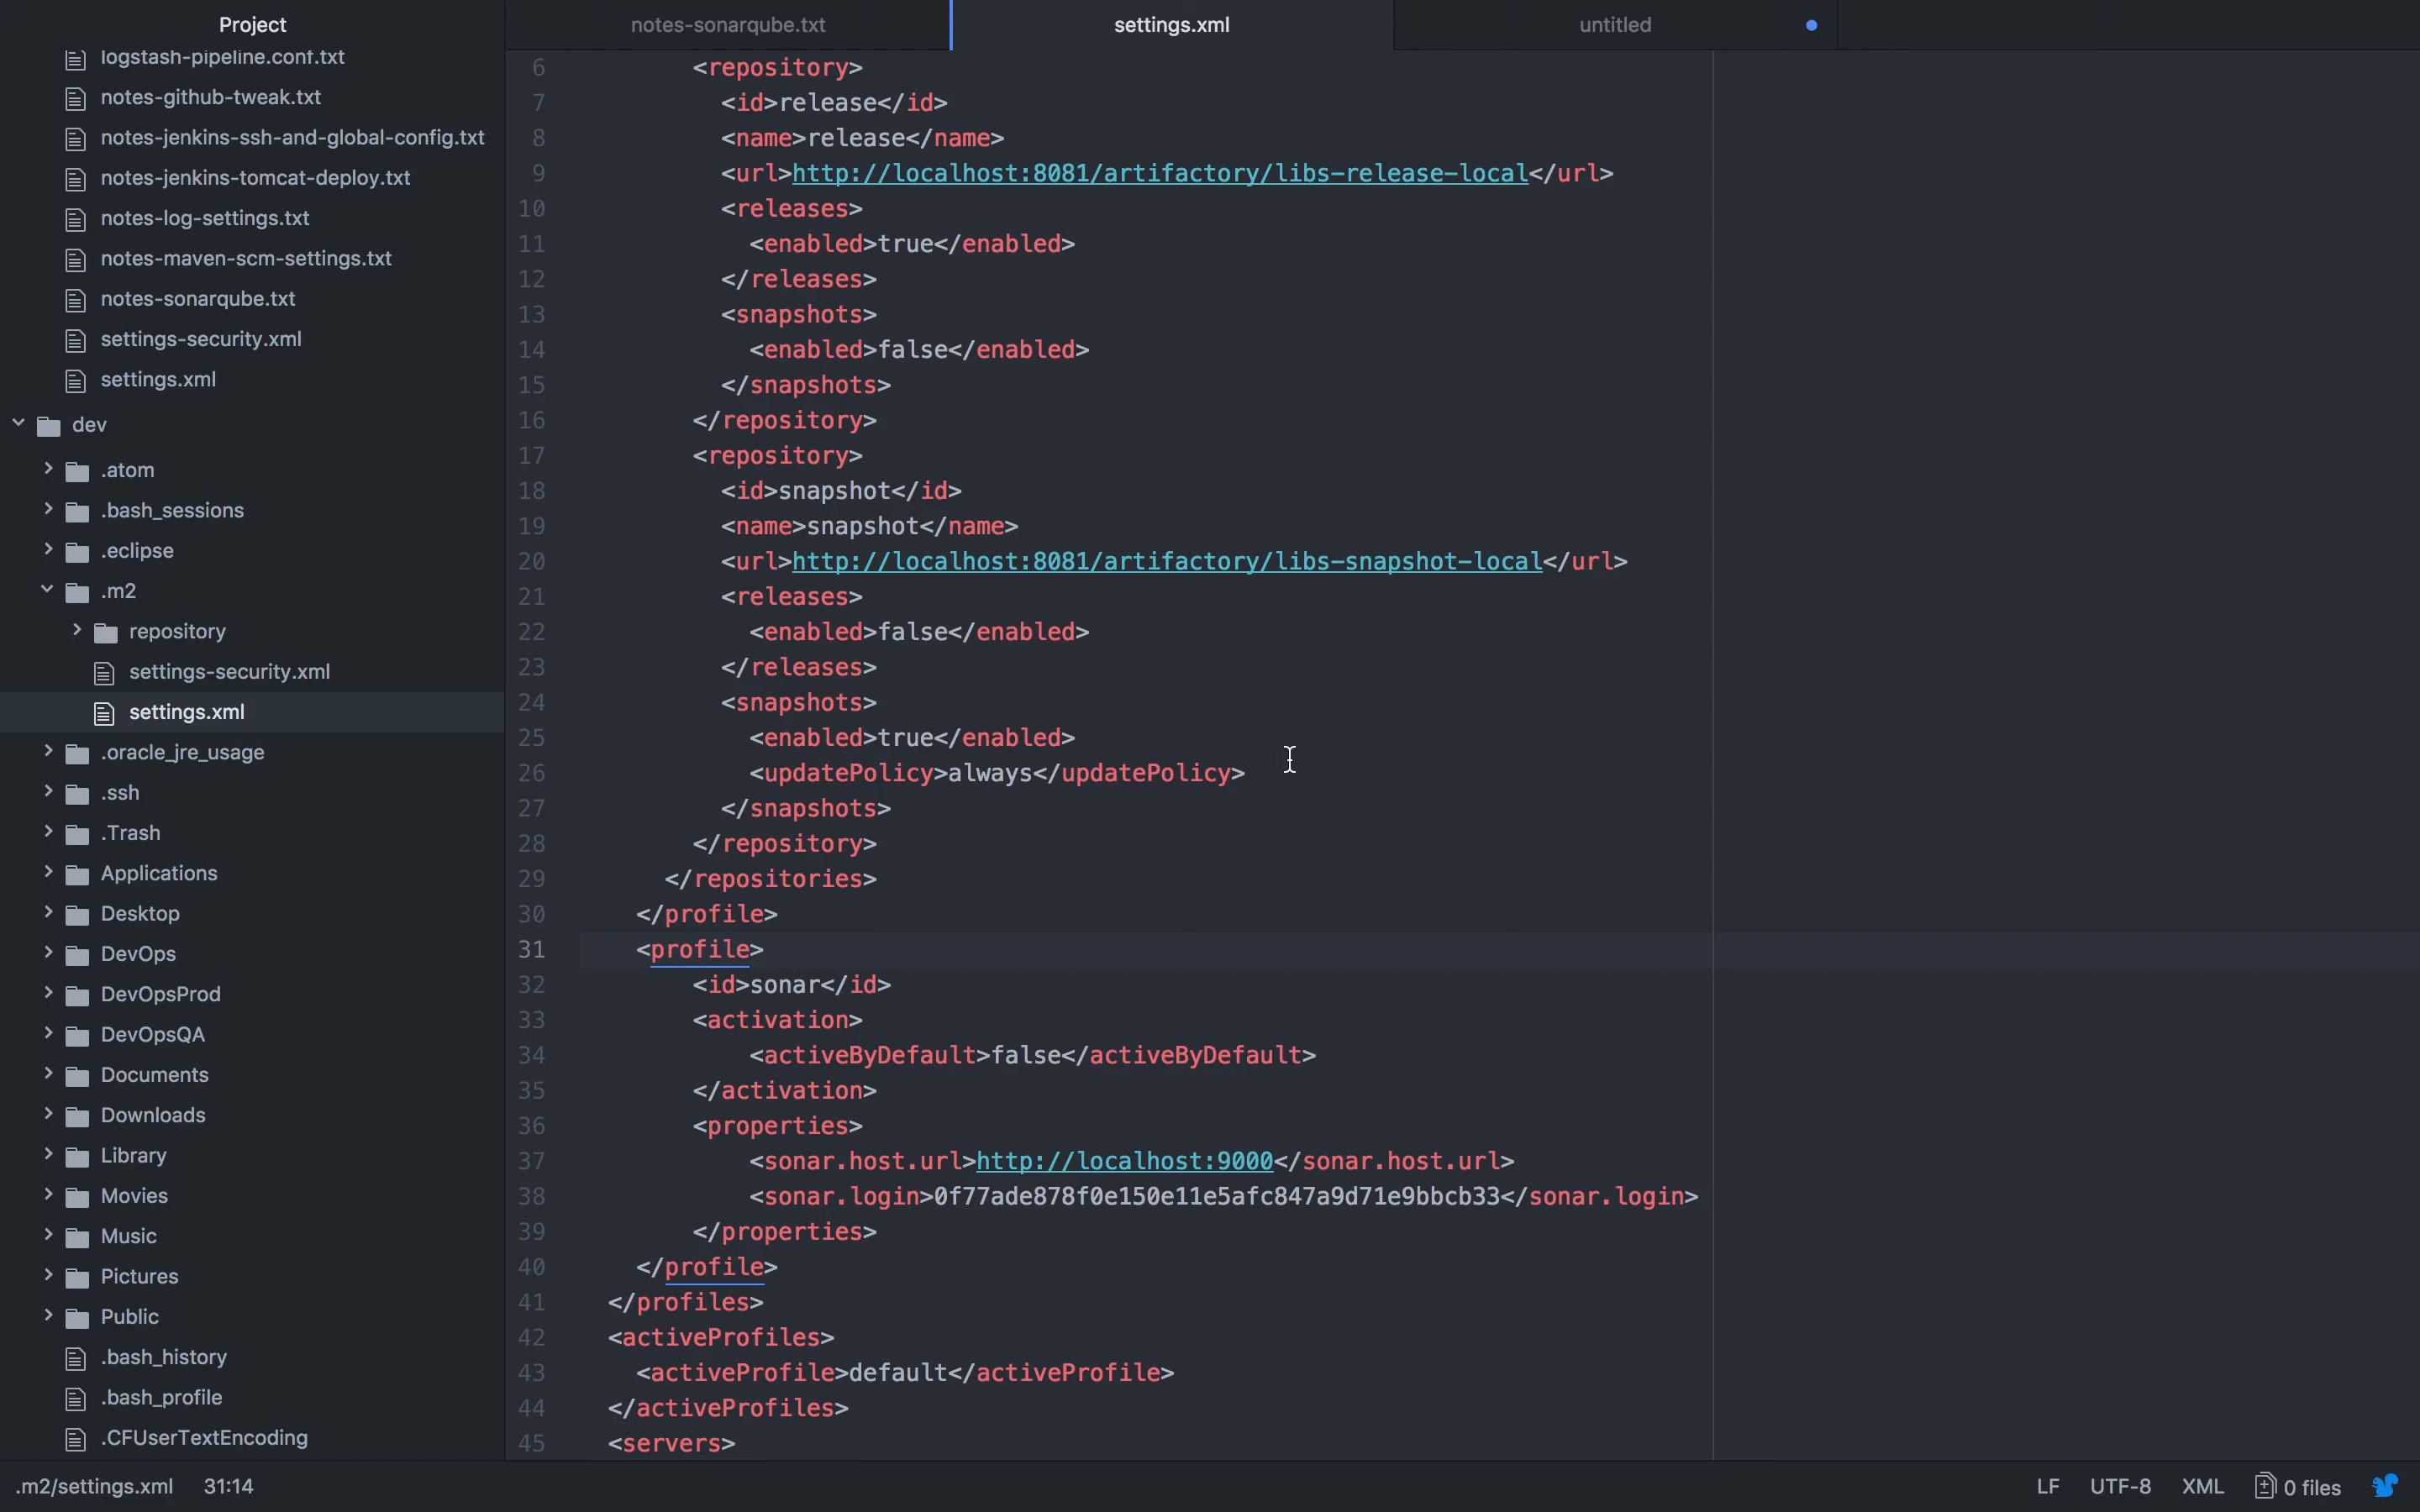 Project
notes-sonarqube.txt
settings.xml
untitled
logstash-pipeline.conf.txt
notes-github-tweak.txt
notes-jenkins-ssh-and-global-config.txt
notes-jenkins-tomcat-deploy.txt
notes-log-settings.txt
notes-maven-scm-settings.txt
notes-sonarqube.txt
settings-security.xml
settings.xml
dev
.atom
.bash_sessions
.eclipse
.m2
repository
settings-security.xml
settings.xml
.oracle_jre_usage
.ssh
.Trash
Applications
Desktop
DevOps
DevOpsProd
DevOpsQA
Documents
Downloads
Library
Movies
Music
Pictures
Public
.bash_history
.bash_profile
.CFUserTextEncoding
6 <repository>
7 <id>release</id>
8 <name>release</name>
9 <url>http://localhost:8081/artifactory/libs-release-local</url>
10 <releases>
11 <enabled>true</enabled>
12 </releases>
13 <snapshots>
14 <enabled>false</enabled>
15 </snapshots>
16 </repository>
17 <repository>
18 <id>snapshot</id>
19 <name>snapshot</name>
20 <url>http://localhost:8081/artifactory/libs-snapshot-local</url>
21 <releases>
22 <enabled>false</enabled>
23 </releases>
24 <snapshots>
25 <enabled>true</enabled>
26 <updatePolicy>always</updatePolicy>
27 </snapshots>
28 </repository>
29 </repositories>
30 </profile>
31 <profile>
32 <id>sonar</id>
33 <activation>
34 <activeByDefault>false</activeByDefault>
35 </activation>
36 <properties>
37 <sonar.host.url>http://localhost:9000</sonar.host.url>
38 <sonar.login>0f77ade878f0e150e11e5afc847a9d71e9bbcb33</sonar.login>
39 </properties>
40 </profile>
41 </profiles>
42 <activeProfiles>
43 <activeProfile>default</activeProfile>
44 </activeProfiles>
45 <servers>
.m2/settings.xml 31:14
LF UTF-8 XML 0 files